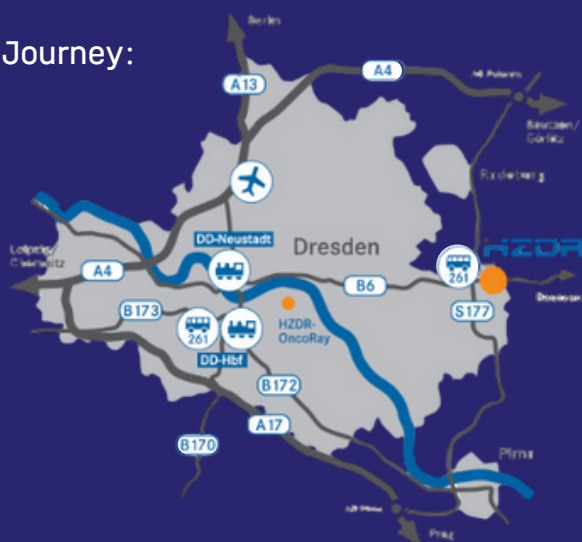 Journey:
Berlin
A13
A4
Bautzen/
Görlitz
Radeburg
DD-Neustadt
Dresden
HZDR
Leipzig/
Chemnitz
A4
B6
261
B173
261
HZDR-
OncoRay
S177
DD-Hbf
B172
A17
B170
Pirna
Prag